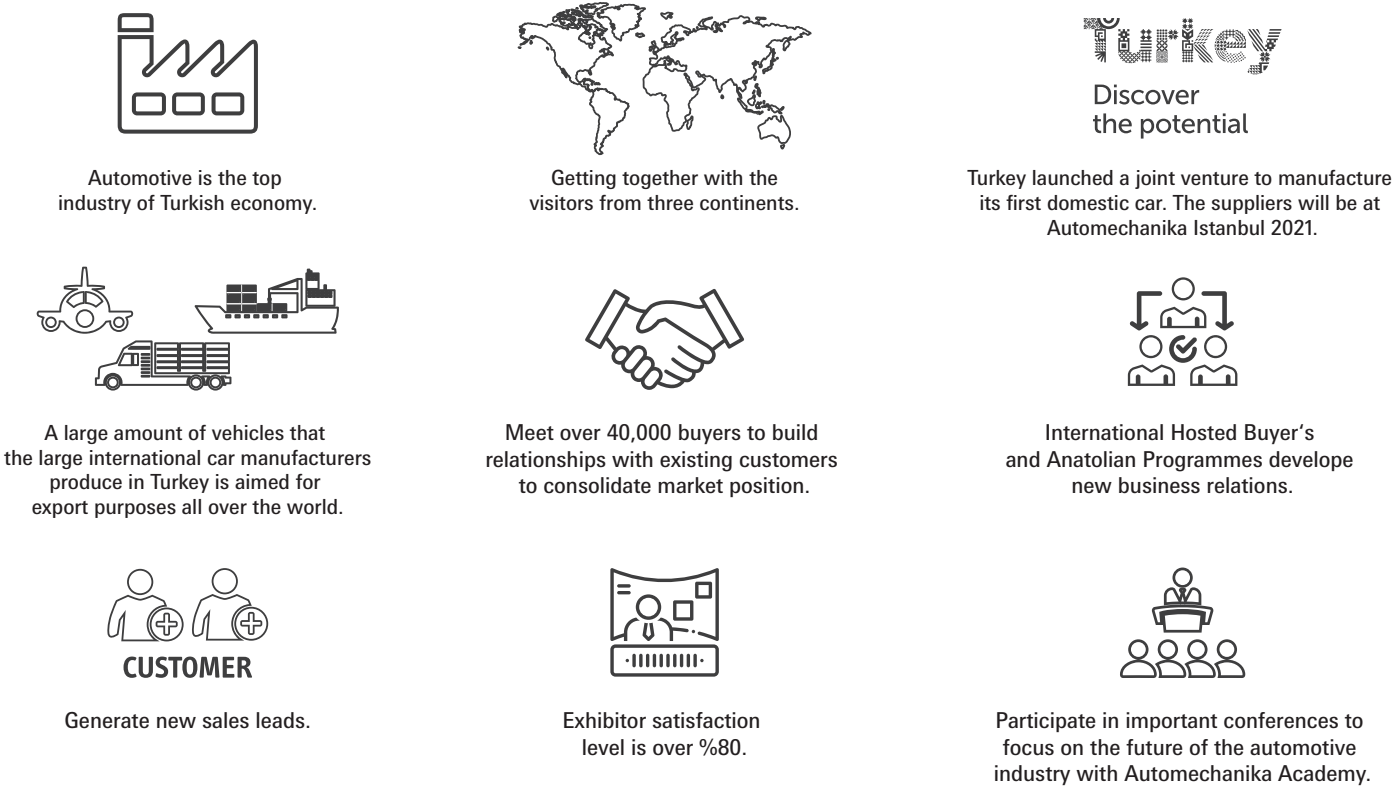 Turkey
Discover
the potential
Automotive is the top
industry of Turkish economy.
Getting together with the
visitors from three continents.
Turkey launched a joint venture to manufacture
its first domestic car. The suppliers will be at
Automechanika Istanbul 2021.
A large amount of vehicles that
the large international car manufacturers
produce in Turkey is aimed for
export purposes all over the world.
Meet over 40,000 buyers to build
relationships with existing customers
to consolidate market position.
International Hosted Buyer‘s
and Anatolian Programmes develope
new business relations.
CUSTOMER
Generate new sales leads.
Exhibitor satisfaction
level is over %80.
Participate in important conferences to
focus on the future of the automotive
industry with Automechanika Academy.